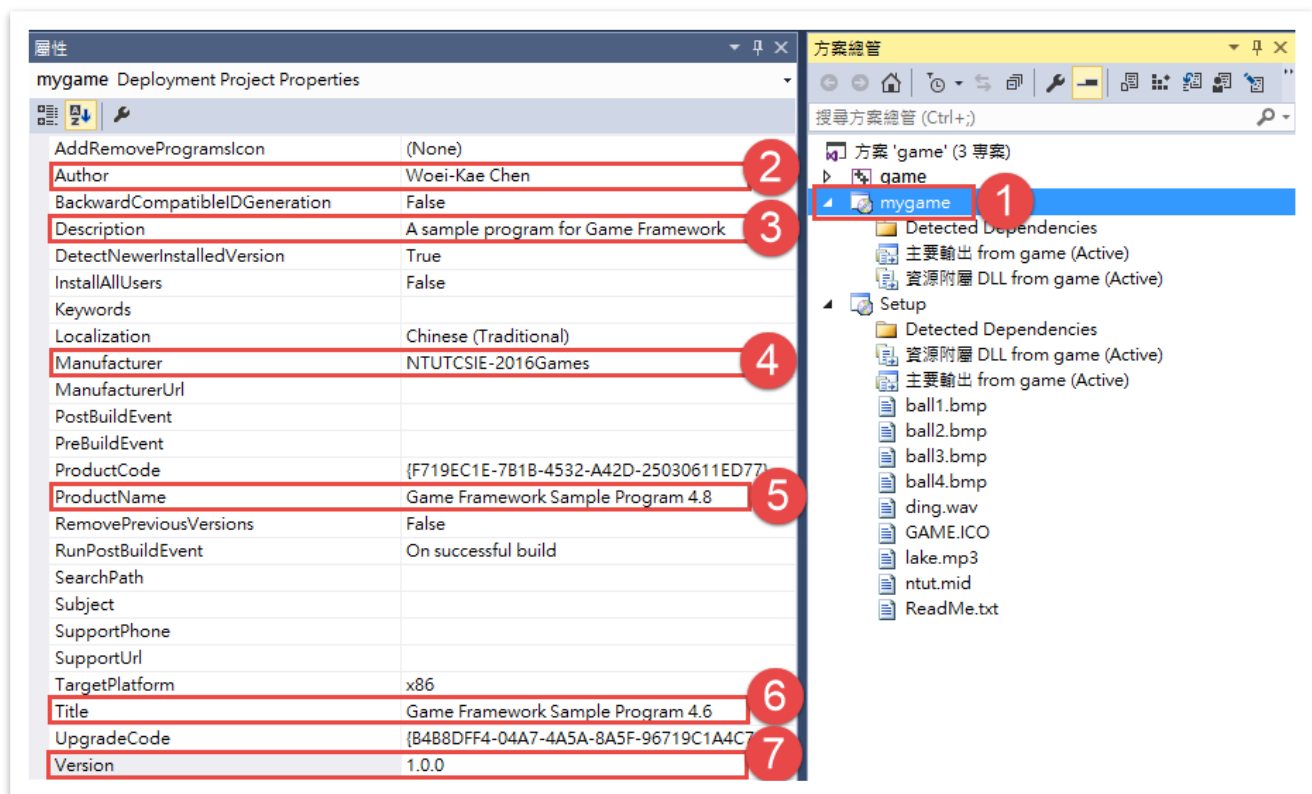 屬性
mygame Deployment Project Properties
AddRemoveProgramsIcon (None)
Author Woei-Kae Chen
2
BackwardCompatibleIDGeneration False
Description A sample program for Game Framework
3
DetectNewerInstalledVersion True
InstallAllUsers False
Keywords
Localization Chinese (Traditional)
Manufacturer NTUTCSIE-2016Games
4
ManufacturerUrl
PostBuildEvent
PreBuildEvent
ProductCode {F719EC1E-7B1B-4532-A42D-25030611ED77}
ProductName Game Framework Sample Program 4.8
5
RemovePreviousVersions False
RunPostBuildEvent On successful build
SearchPath
Subject
SupportPhone
SupportUrl
TargetPlatform x86
Title Game Framework Sample Program 4.6
6
UpgradeCode {B4B8DFF4-04A7-4A5A-8A5F-96719C1A4C7
Version 1.0.0
7
方案總管
搜尋方案總管 (Ctrl+;)
方案 'game' (3 專案)
game
mygame
1
Detected Dependencies
主要輸出 from game (Active)
資源附屬 DLL from game (Active)
Setup
Detected Dependencies
資源附屬 DLL from game (Active)
主要輸出 from game (Active)
ball1.bmp
ball2.bmp
ball3.bmp
ball4.bmp
ding.wav
GAME.ICO
lake.mp3
ntut.mid
ReadMe.txt